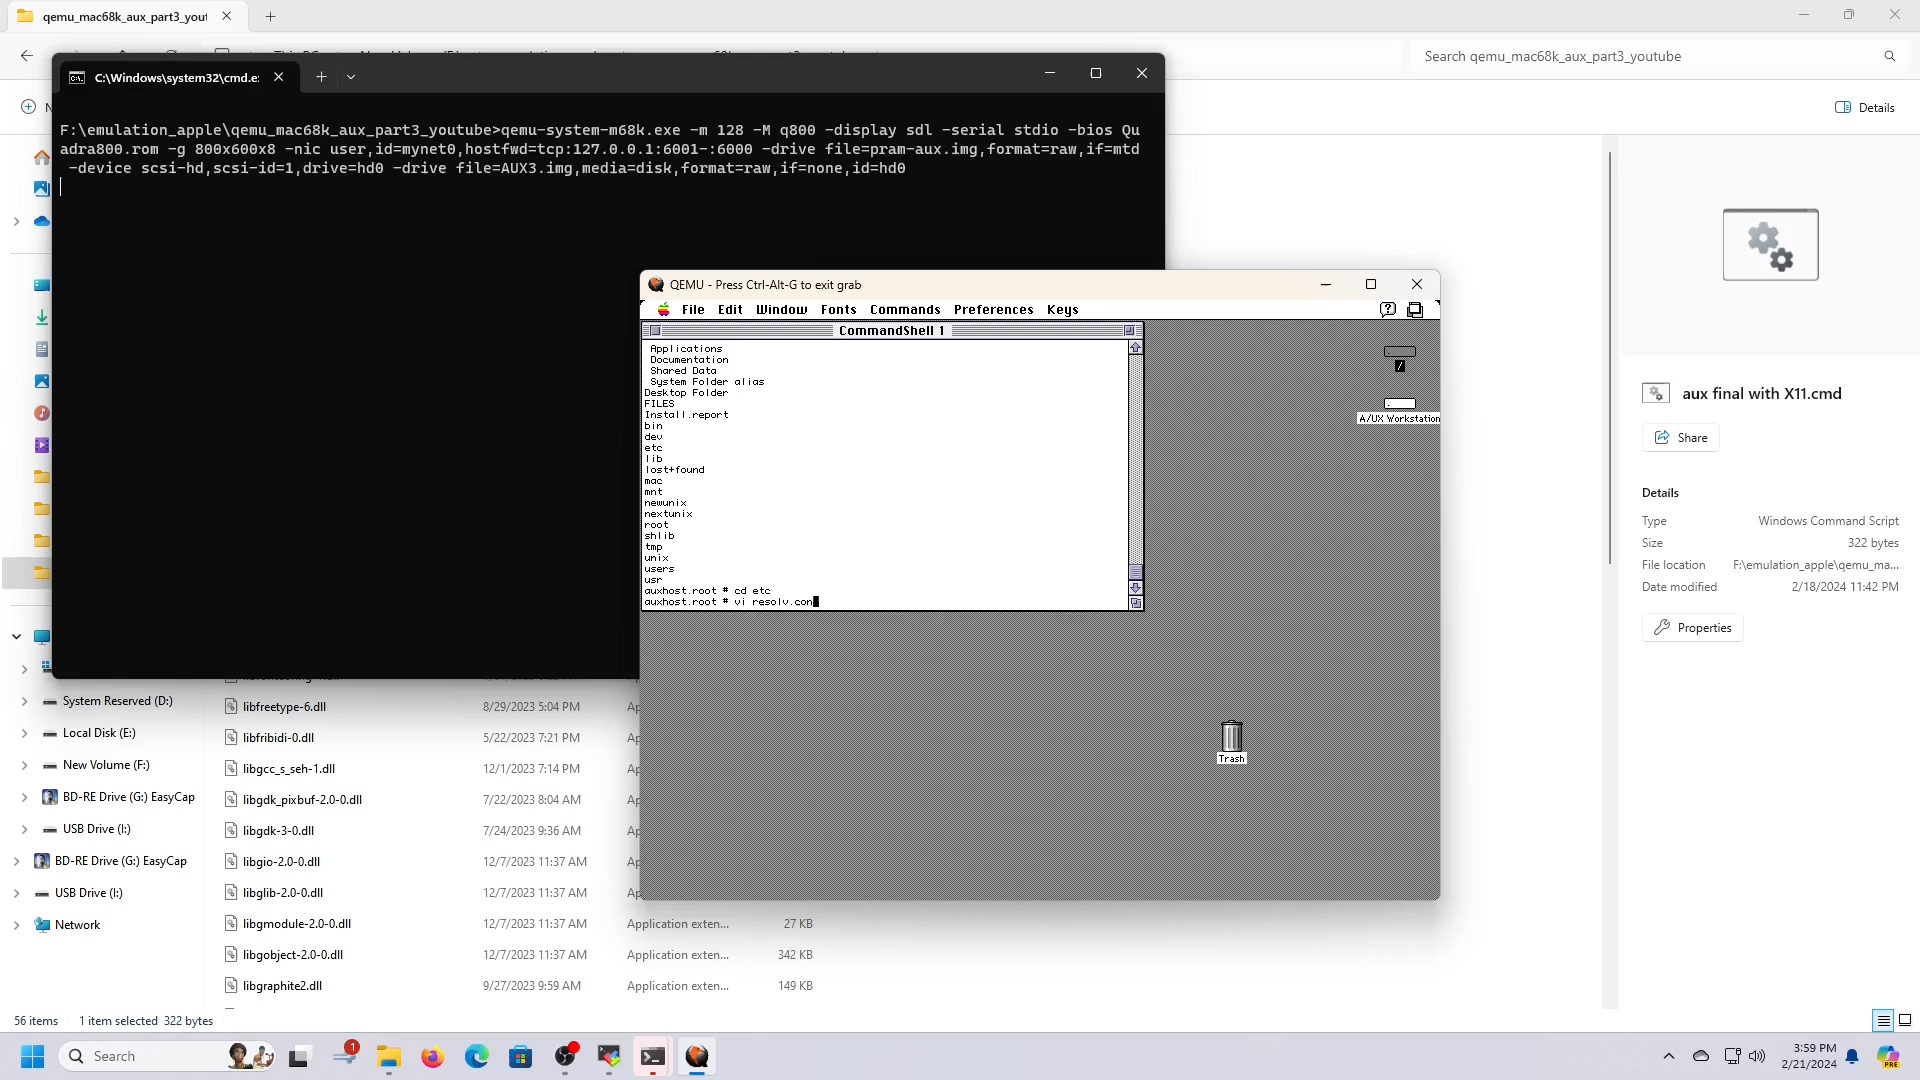 qemu_mac68k_aux_part3_yout
Search qemu_mac68k_aux_part3_youtube
Details
C:\Windows\system32\cmd.e:
F:\emulation_apple\qemu_mac68k_aux_part3_youtube>qemu-system-m68k.exe -m 128 -M q800 -display sdl -serial stdio -bios Qu
adra800.rom -g 800x600x8 -nic user,id=mynet0,hostfwd=tcp:127.0.0.1:6001-:6000 -drive file=pram-aux.img,format=raw,if=mtd
-device scsi-hd,scsi-id=1,drive=hd0 -drive file=AUX3.img,media=disk,format=raw,if=none,id=hd0
QEMU - Press Ctrl-Alt-G to exit grab
File Edit Window Fonts Commands Preferences Keys
CommandShell 1
Applications
Documentation
Shared Data
System Folder alias
Desktop Folder
FILES
Install.report
bin
dev
etc
lib
lost+found
mac
mnt
newunix
nextunix
root
shlib
tmp
unix
users
usr
auxhost.root # cd etc
auxhost.root # vi resolv.con
/
A/UX Workstation
Trash
aux final with X11.cmd
Share
Details
Type Windows Command Script
Size 322 bytes
File location F:\emulation_apple\qemu_ma...
Date modified 2/18/2024 11:42 PM
Properties
System Reserved (D:)
Local Disk (E:)
New Volume (F:)
BD-RE Drive (G:) EasyCap
USB Drive (I:)
BD-RE Drive (G:) EasyCap
USB Drive (I:)
Network
libfreetype-6.dll 8/29/2023 5:04 PM Ap
libfribidi-0.dll 5/22/2023 7:21 PM Ap
libgcc_s_seh-1.dll 12/1/2023 7:14 PM Ap
libgdk_pixbuf-2.0-0.dll 7/22/2023 8:04 AM Ap
libgdk-3-0.dll 7/24/2023 9:36 AM Ap
libgio-2.0-0.dll 12/7/2023 11:37 AM Ap
libglib-2.0-0.dll 12/7/2023 11:37 AM Ap
libgmodule-2.0-0.dll 12/7/2023 11:37 AM Application exten... 27 KB
libgobject-2.0-0.dll 12/7/2023 11:37 AM Application exten... 342 KB
libgraphite2.dll 9/27/2023 9:59 AM Application exten... 149 KB
56 items 1 item selected 322 bytes
Search
1
3:59 PM
2/21/2024
PRE